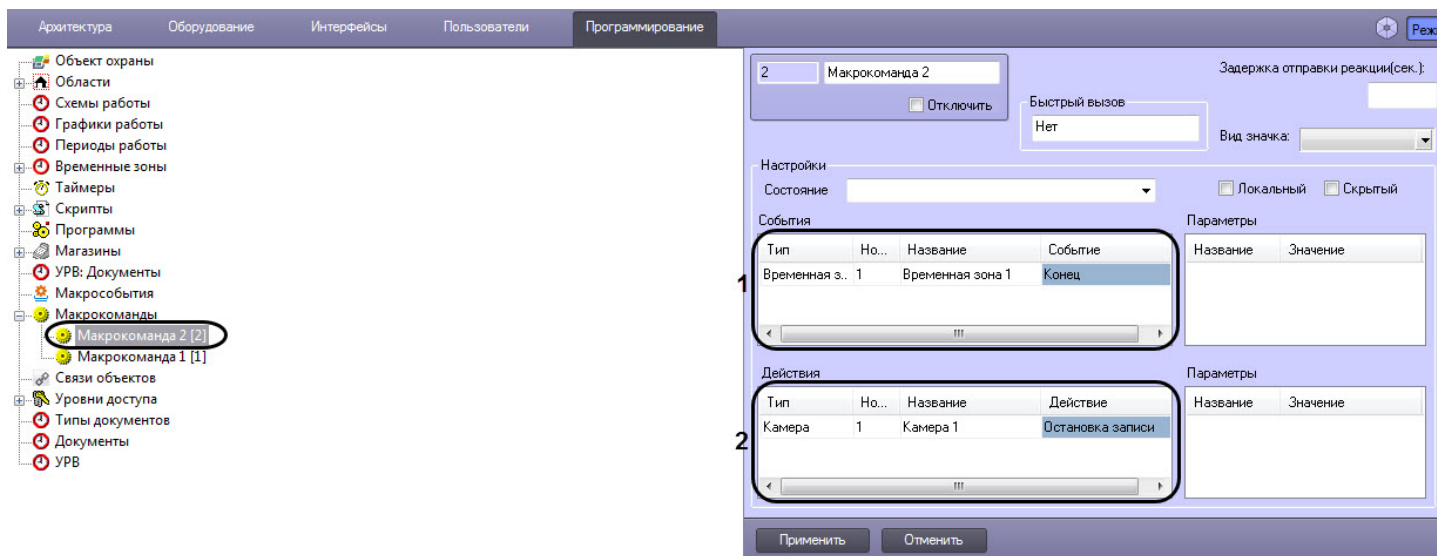 Архитектура Оборудование Интерфейсы Пользователи Программирование Реж
Объект охраны
Области
Схемы работы
Графики работы
Периоды работы
Временные зоны
Таймеры
Скрипты
Программы
Магазины
УРВ: Документы
Макрособытия
Макрокоманды
Макрокоманда 2 [2]
Макрокоманда 1 [1]
Связи объектов
Уровни доступа
Типы документов
Документы
УРВ
2 Макрокоманда 2
Отключить
Быстрый вызов
Нет
Задержка отправки реакции(сек.):
Вид значка:
Настройки
Состояние
Локальный Скрытый
События Параметры
Тип Но... Название Событие Название Значение
1 Временная з.. 1 Временная зона 1 Конец
Действия Параметры
Тип Но... Название Действие Название Значение
2 Камера 1 Камера 1 Остановка записи
Применить Отменить